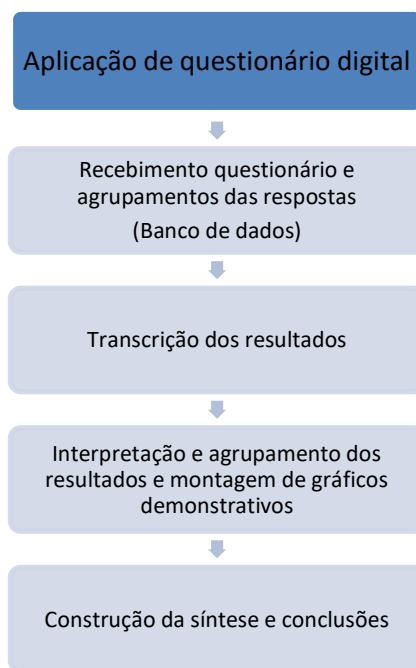 Aplicação de questionário digital
Recebimento questionário e
agrupamentos das respostas
(Banco de dados)
Transcrição dos resultados
Interpretação e agrupamento dos
resultados e montagem de gráficos
demonstrativos
Construção da síntese e conclusões